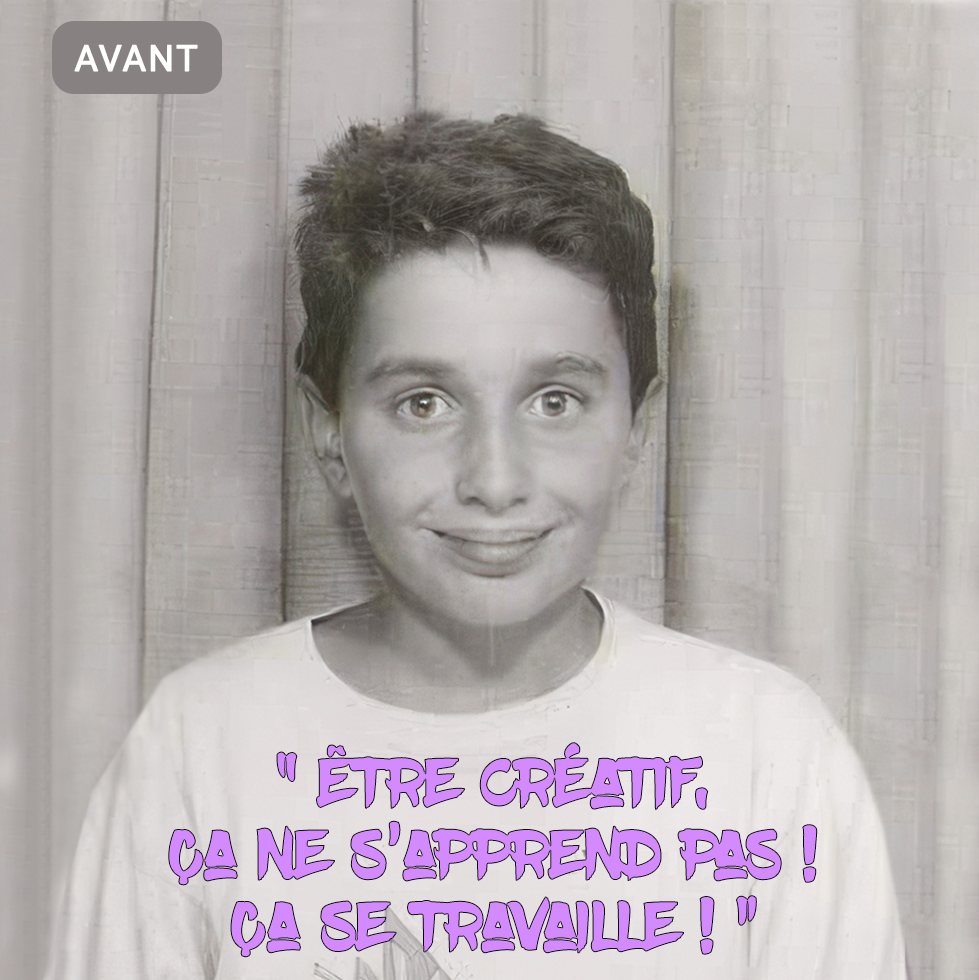 AVANT
" ÊTRE CRÉATIF,
ÇA NE S'APPREND PAS !
ÇA SE TRAVAILLE ! "